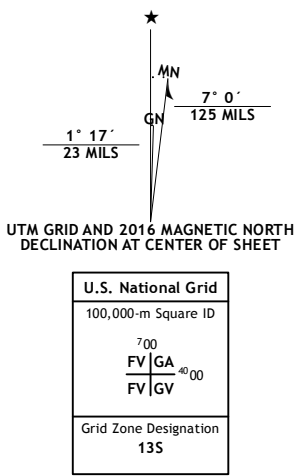 ★
MN
GN
7° 0´
125 MILS
1° 17´
23 MILS
UTM GRID AND 2016 MAGNETIC NORTH
DECLINATION AT CENTER OF SHEET
U.S. National Grid
100,000-m Square ID
700
FV GA
4000
FV GV
Grid Zone Designation
13S